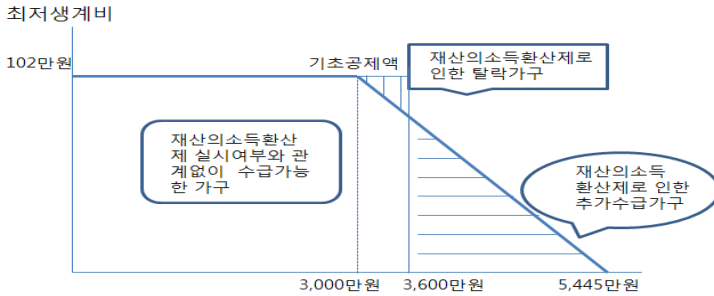 최저생계비
102만원
기초공제액
재산의소득환산제로
인한 탈락가구
재산의소득환산
제 실시여부와 관
계없이 수급가능
한 가구
재산의소득
환산제로 인한
추가수급가구
3,000만원
3,600만원
5,445만원